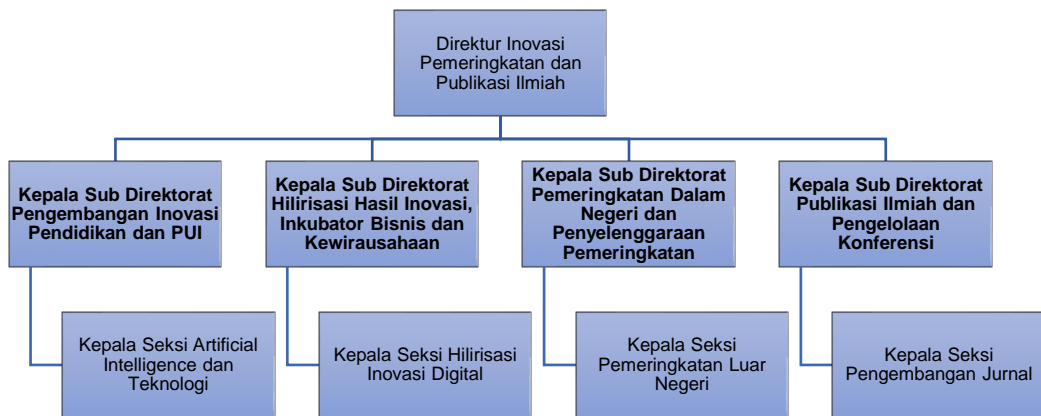 Direktur Inovasi
Pemeringkatan dan
Publikasi Ilmiah
Kepala Sub Direktorat
Pengembangan Inovasi
Pendidikan dan PUI
Kepala Sub Direktorat
Hilirisasi Hasil Inovasi,
Inkubator Bisnis dan
Kewirausahaan
Kepala Sub Direktorat
Pemeringkatan Dalam
Negeri dan
Penyelenggaraan
Pemeringkatan
Kepala Sub Direktorat
Publikasi Ilmiah dan
Pengelolaan
Konferensi
Kepala Seksi Artificial
Intelligence dan
Teknologi
Kepala Seksi Hilirisasi
Inovasi Digital
Kepala Seksi
Pemeringkatan Luar
Negeri
Kepala Seksi
Pengembangan Jurnal